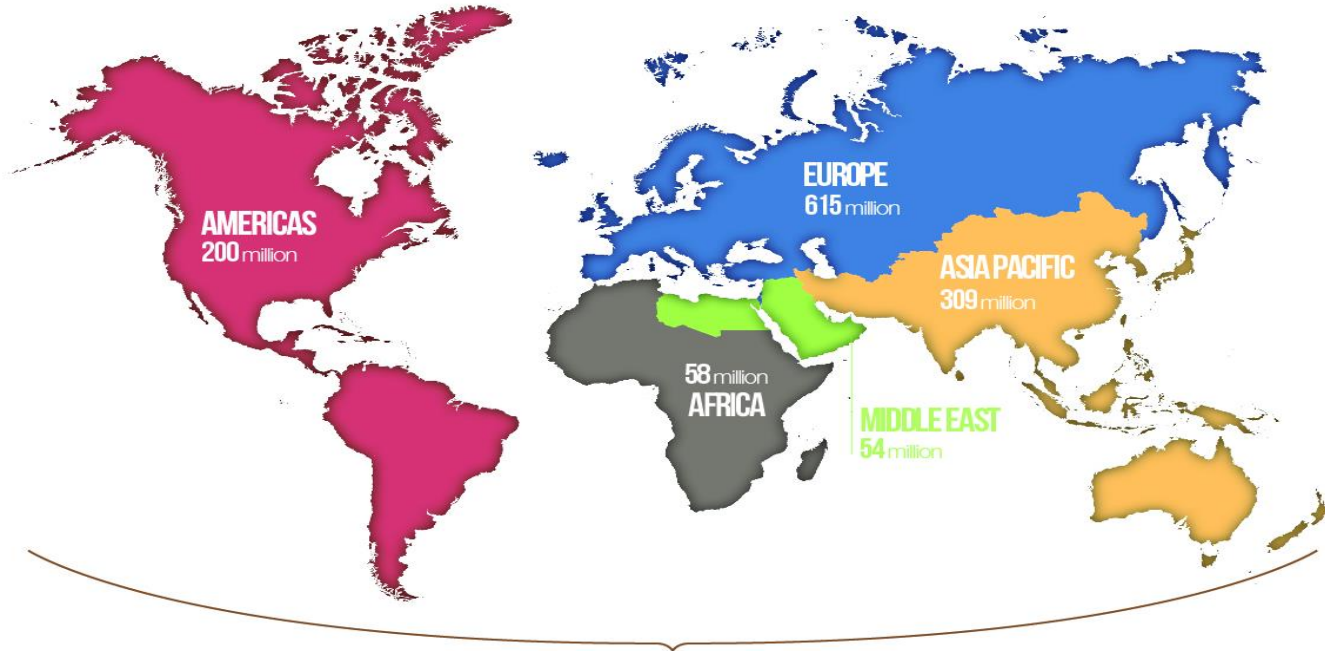 AMERICAS
200 million
EUROPE
615 million
ASIA PACIFIC
309 million
58 million
AFRICA
MIDDLE EAST
54 million